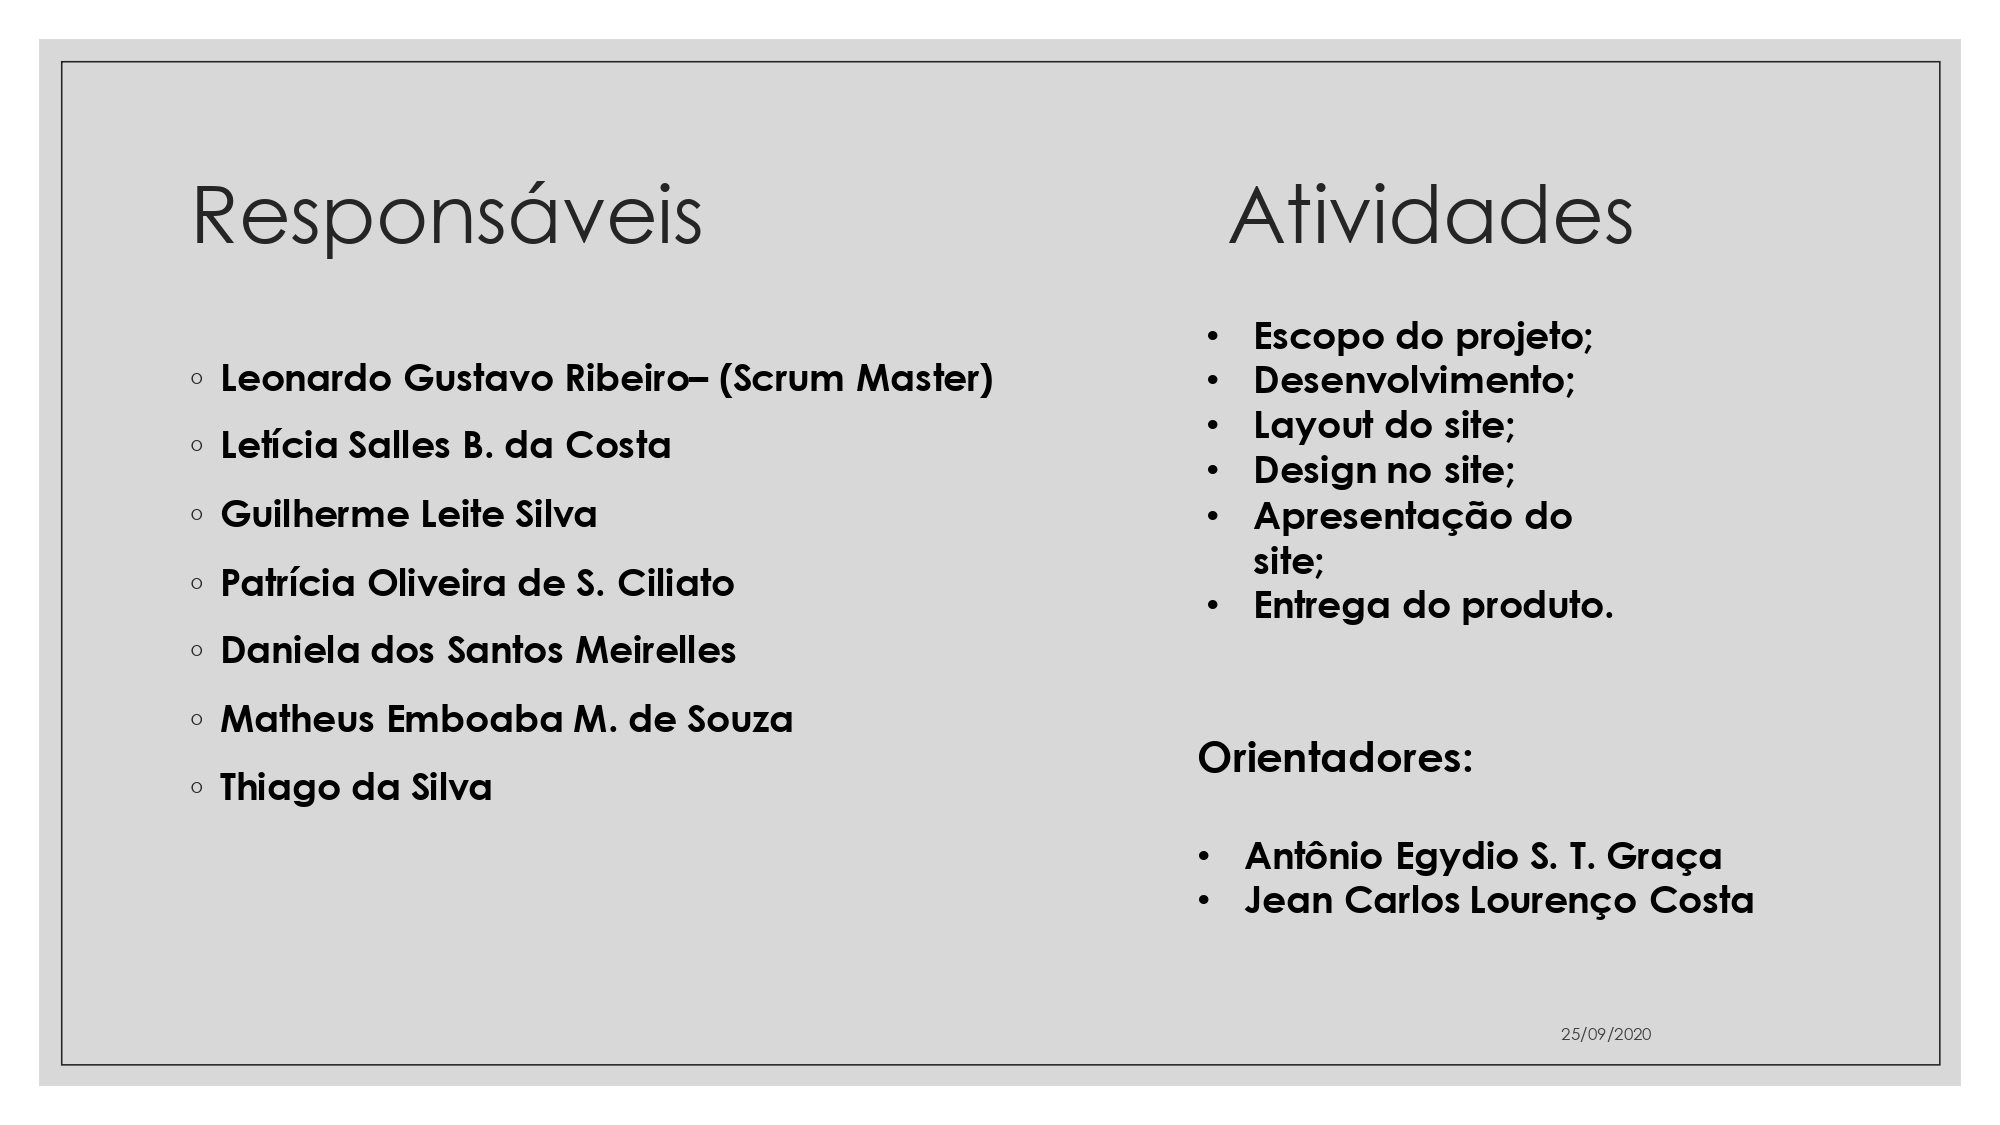 Responsáveis
◦ Leonardo Gustavo Ribeiro– (Scrum Master)
◦ Letícia Salles B. da Costa
◦ Guilherme Leite Silva
◦ Patrícia Oliveira de S. Ciliato
◦ Daniela dos Santos Meirelles
◦ Matheus Emboaba M. de Souza
◦ Thiago da Silva
Atividades
• Escopo do projeto;
• Desenvolvimento;
• Layout do site;
• Design no site;
• Apresentação do
site;
• Entrega do produto.
Orientadores:
• Antônio Egydio S. T. Graça
• Jean Carlos Lourenço Costa
25/09/2020